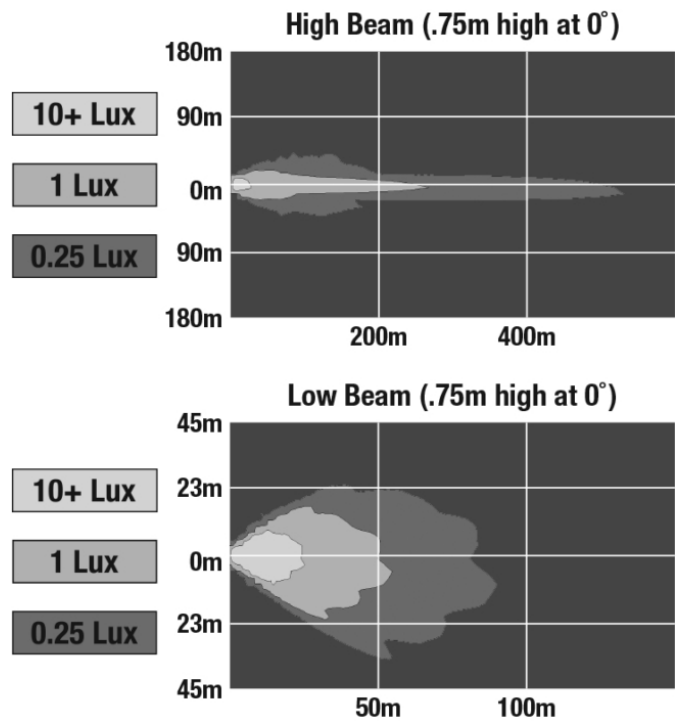 High Beam (.75m high at 0°)
180m
10+ Lux
90m
1 Lux
0m
0.25 Lux
90m
180m
200m 400m
Low Beam (.75m high at 0°)
45m
10+ Lux
23m
1 Lux
0m
0.25 Lux
23m
45m
50m 100m